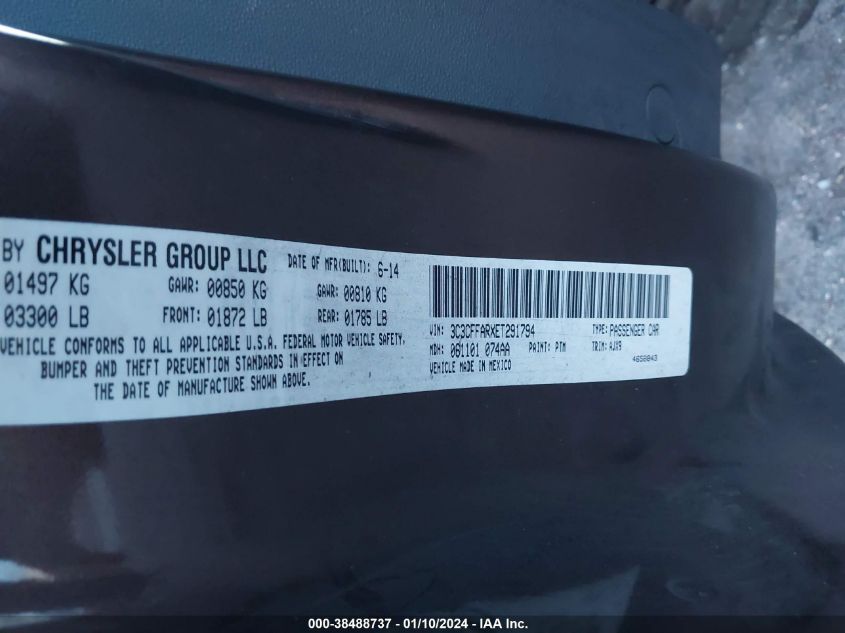 BY CHRYSLER GROUP LLC DATE OF MFR(BUILT): 6-14
01497 KG GAWR: 00850 KG GAWR: 00810 KG
03300 LB FRONT: 01872 LB REAR: 01785 LB
VEHICLE CONFORMS TO ALL APPLICABLE U.S.A. FEDERAL MOTOR VEHICLE SAFETY,
BUMPER AND THEFT PREVENTION STANDARDS IN EFFECT ON
THE DATE OF MANUFACTURE SHOWN ABOVE.
VIN: 3C3CFFARXET291794 TYPE: PASSENGER CAR
MDH: 061101 074AA PAINT: PTM TRIM: AJX9
VEHICLE MADE IN MEXICO 4658843
000-38488737 - 01/10/2024 - IAA Inc.